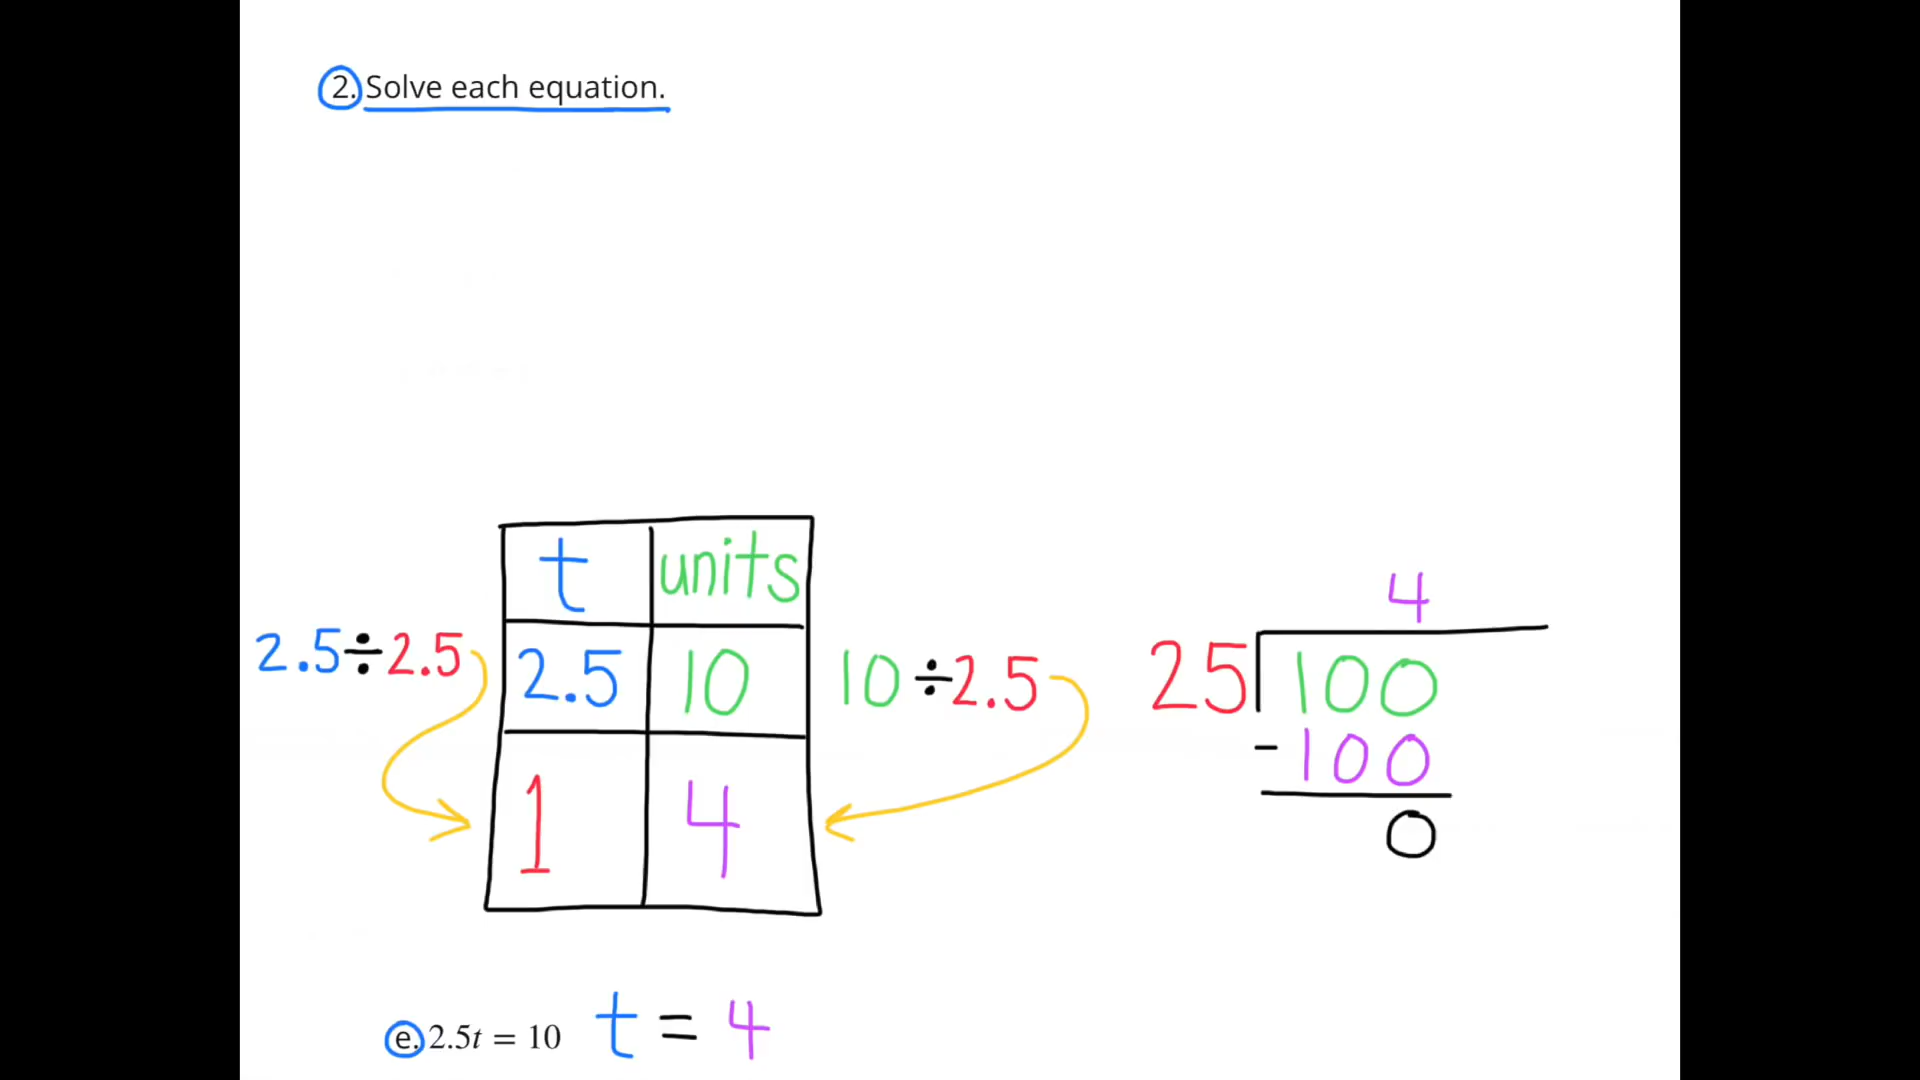 2. Solve each equation.
t units
2.5÷2.5 2.5 10 10÷2.5
1 4
4
25 100
-100
0
e. 2.5t = 10 t = 4